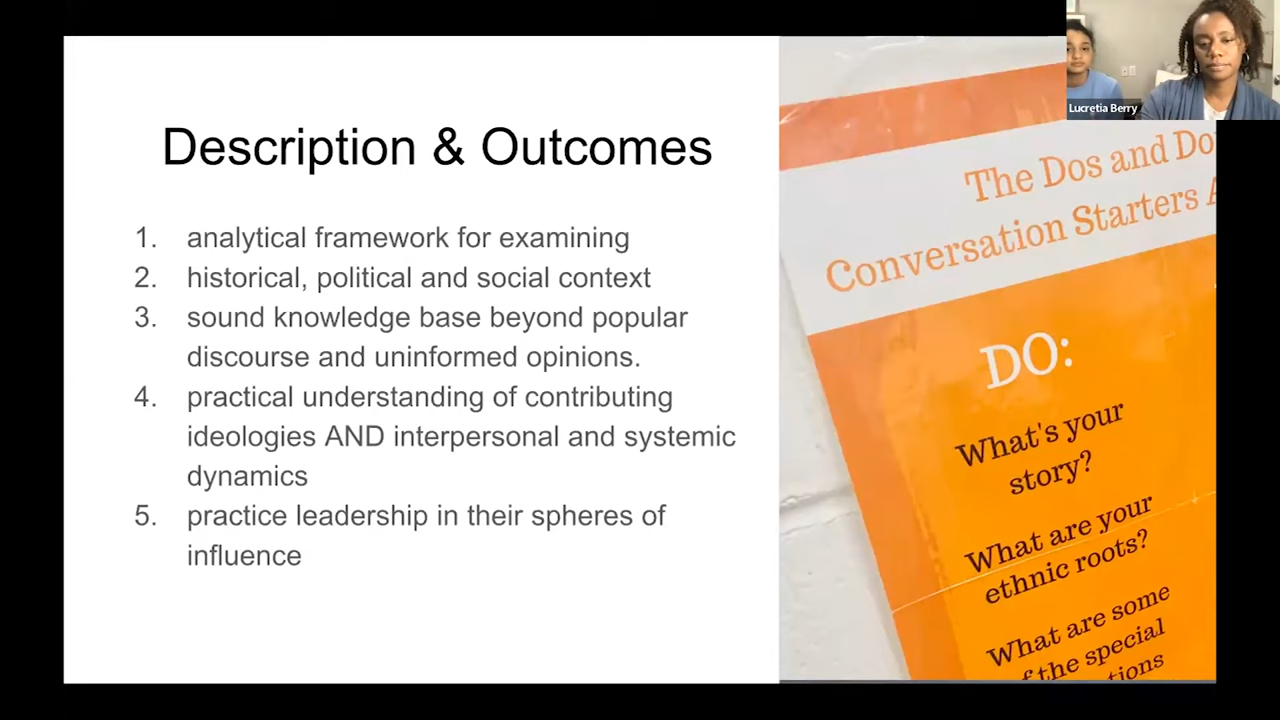 Description & Outcomes
1. analytical framework for examining
2. historical, political and social context
3. sound knowledge base beyond popular
discourse and uninformed opinions.
4. practical understanding of contributing
ideologies AND interpersonal and systemic
dynamics
5. practice leadership in their spheres of
influence
Lucretia Berry
The Dos and
Conversation Starters
DO:
What's your
story?
What are your
ethnic roots?
What are some
the special